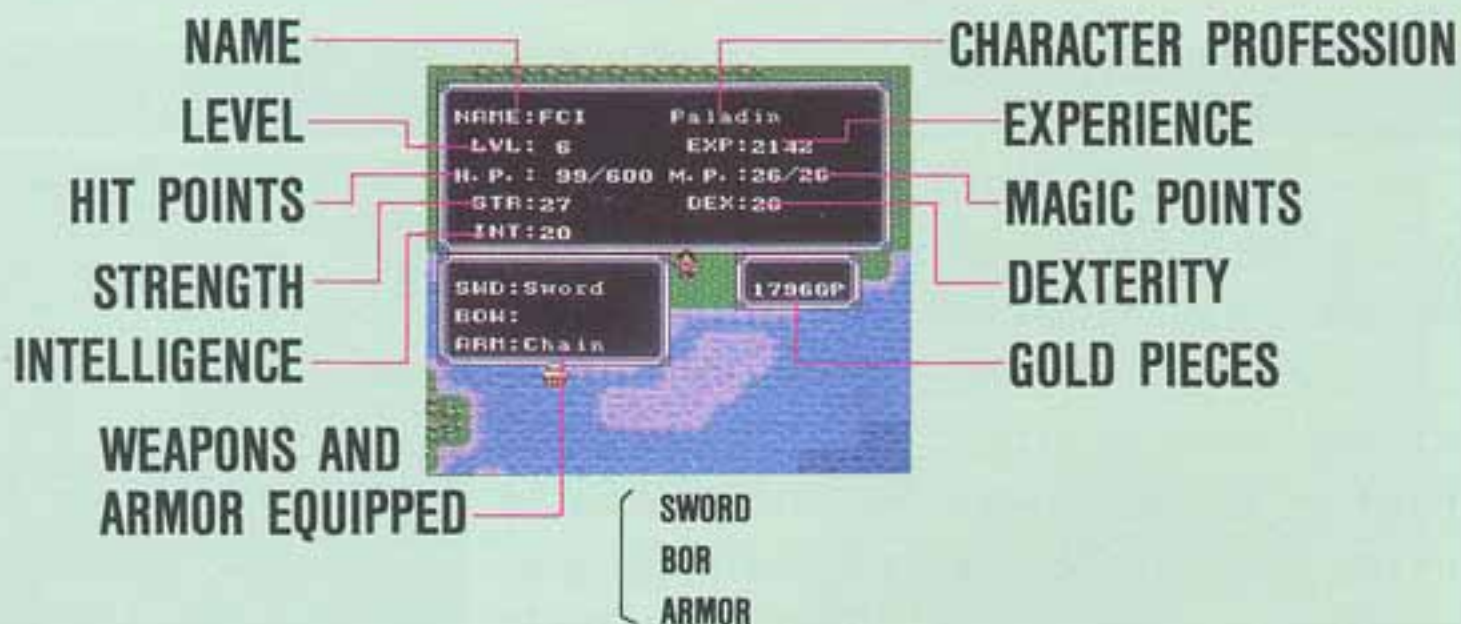 NAME
LEVEL
HIT POINTS
STRENGTH
INTELLIGENCE
WEAPONS AND
ARMOR EQUIPPED
NAME:FCI Paladin
LVL: 6 EXP:2142
H.P.: 99/600 M.P.:26/26
STR:27 DEX:20
INT:20
SWD:Sword
BOW:
ARM:Chain
1796GP
CHARACTER PROFESSION
EXPERIENCE
MAGIC POINTS
DEXTERITY
GOLD PIECES
SWORD
BOR
ARMOR